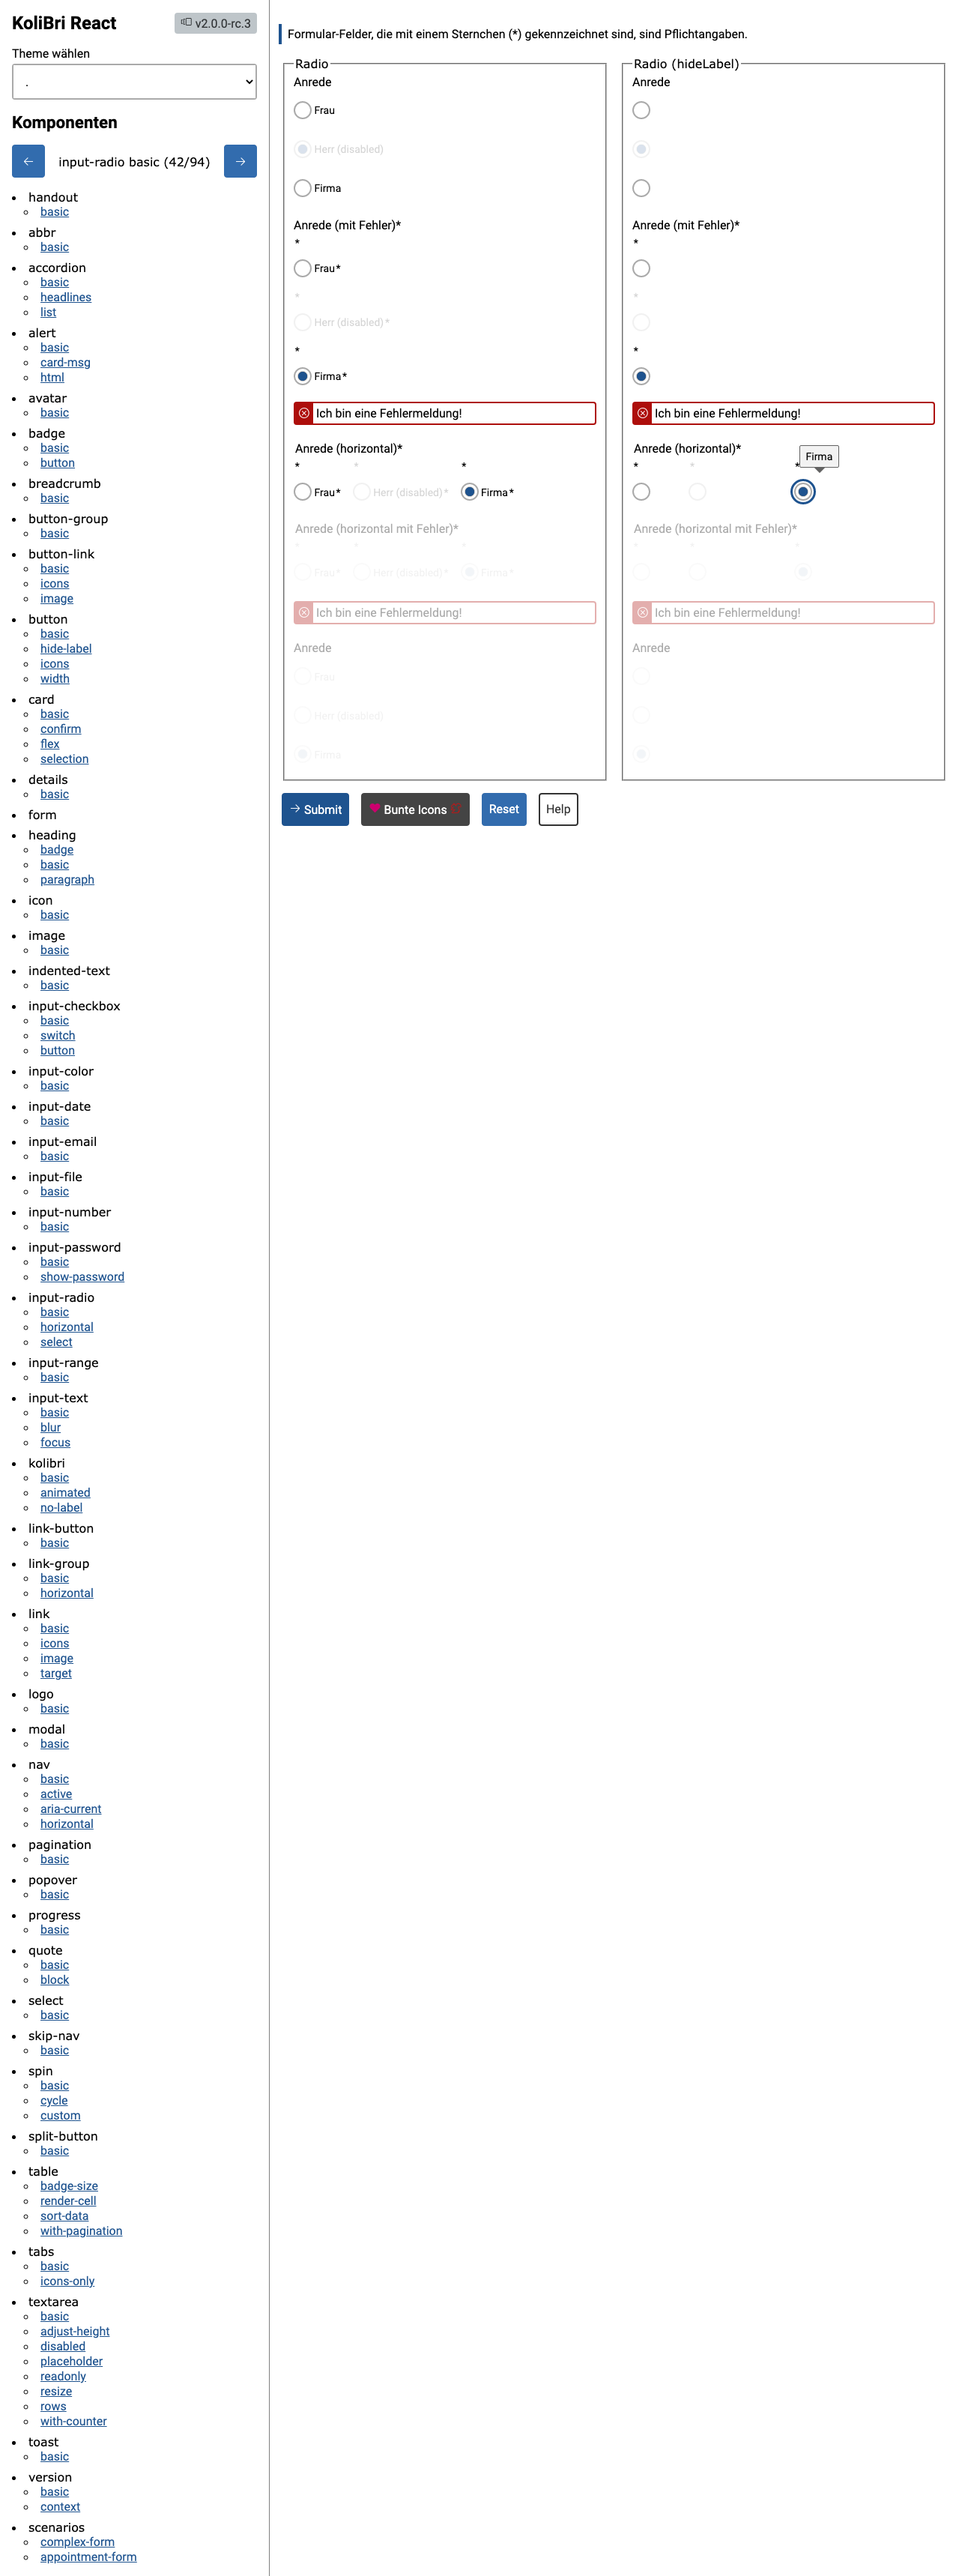 KoliBri React
v2.0.0-rc.3
Theme wählen
.
Komponenten
← input-radio basic (42/94) →
handout
basic
abbr
basic
accordion
basic
headlines
list
alert
basic
card-msg
html
avatar
basic
badge
basic
button
breadcrumb
basic
button-group
basic
button-link
basic
icons
image
button
basic
hide-label
icons
width
card
basic
confirm
flex
selection
details
basic
form
heading
badge
basic
paragraph
icon
basic
image
basic
indented-text
basic
input-checkbox
basic
switch
button
input-color
basic
input-date
basic
input-email
basic
input-file
basic
input-number
basic
input-password
basic
show-password
input-radio
basic
horizontal
select
input-range
basic
input-text
basic
blur
focus
kolibri
basic
animated
no-label
link-button
basic
link-group
basic
horizontal
link
basic
icons
image
target
logo
basic
modal
basic
nav
basic
active
aria-current
horizontal
pagination
basic
popover
basic
progress
basic
quote
basic
block
select
basic
skip-nav
basic
spin
basic
cycle
custom
split-button
basic
table
badge-size
render-cell
sort-data
with-pagination
tabs
basic
icons-only
textarea
basic
adjust-height
disabled
placeholder
readonly
resize
rows
with-counter
toast
basic
version
basic
context
scenarios
complex-form
appointment-form
Formular-Felder, die mit einem Sternchen (*) gekennzeichnet sind, sind Pflichtangaben.
Radio
Anrede
Frau
Herr (disabled)
Firma
Anrede (mit Fehler)*
*
Frau*
*
Herr (disabled)*
*
Firma*
Ich bin eine Fehlermeldung!
Anrede (horizontal)*
* * *
Frau* Herr (disabled)* Firma*
Anrede (horizontal mit Fehler)*
* * *
Frau* Herr (disabled)* Firma*
Ich bin eine Fehlermeldung!
Anrede
Frau
Herr (disabled)
Firma
Radio (hideLabel)
Anrede
Anrede (mit Fehler)*
*
*
*
Ich bin eine Fehlermeldung!
Anrede (horizontal)*
Firma
* * *
Anrede (horizontal mit Fehler)*
* * *
Ich bin eine Fehlermeldung!
Anrede
→ Submit
Bunte Icons
Reset
Help